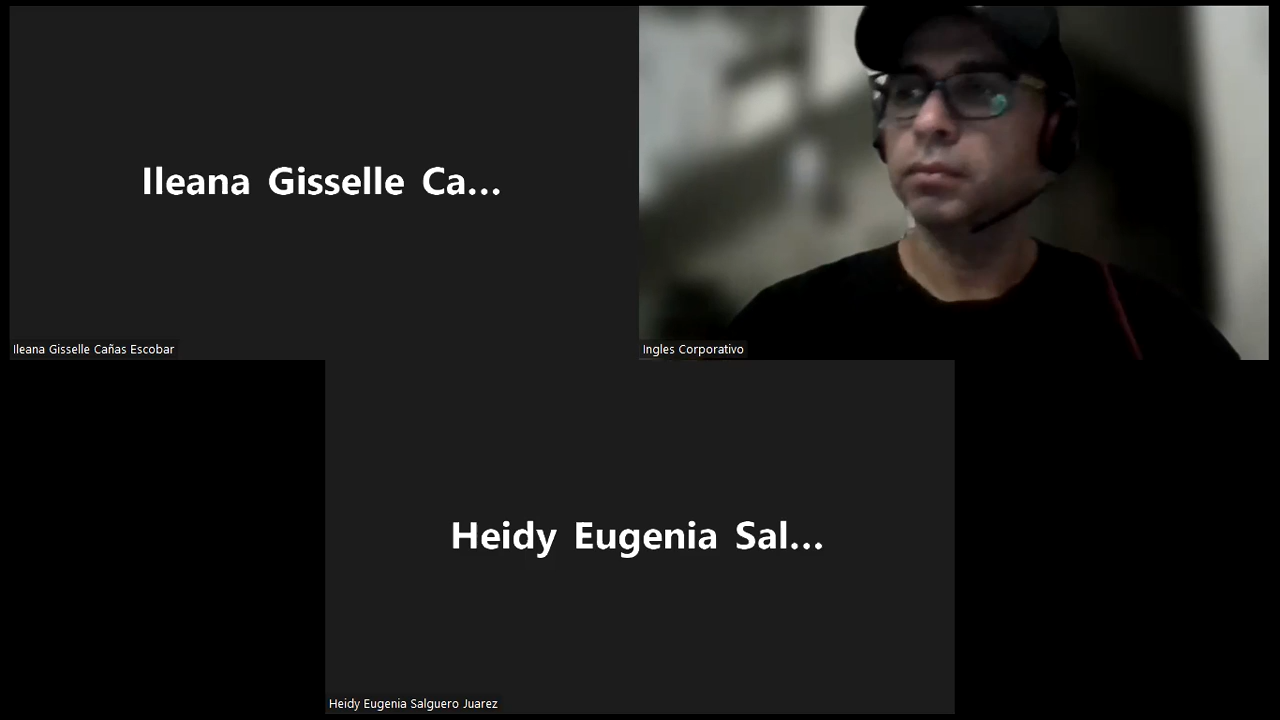 Ileana Gisselle Ca...
Ileana Gisselle Cañas Escobar
Ingles Corporativo
Heidy Eugenia Sal...
Heidy Eugenia Salguero Juarez